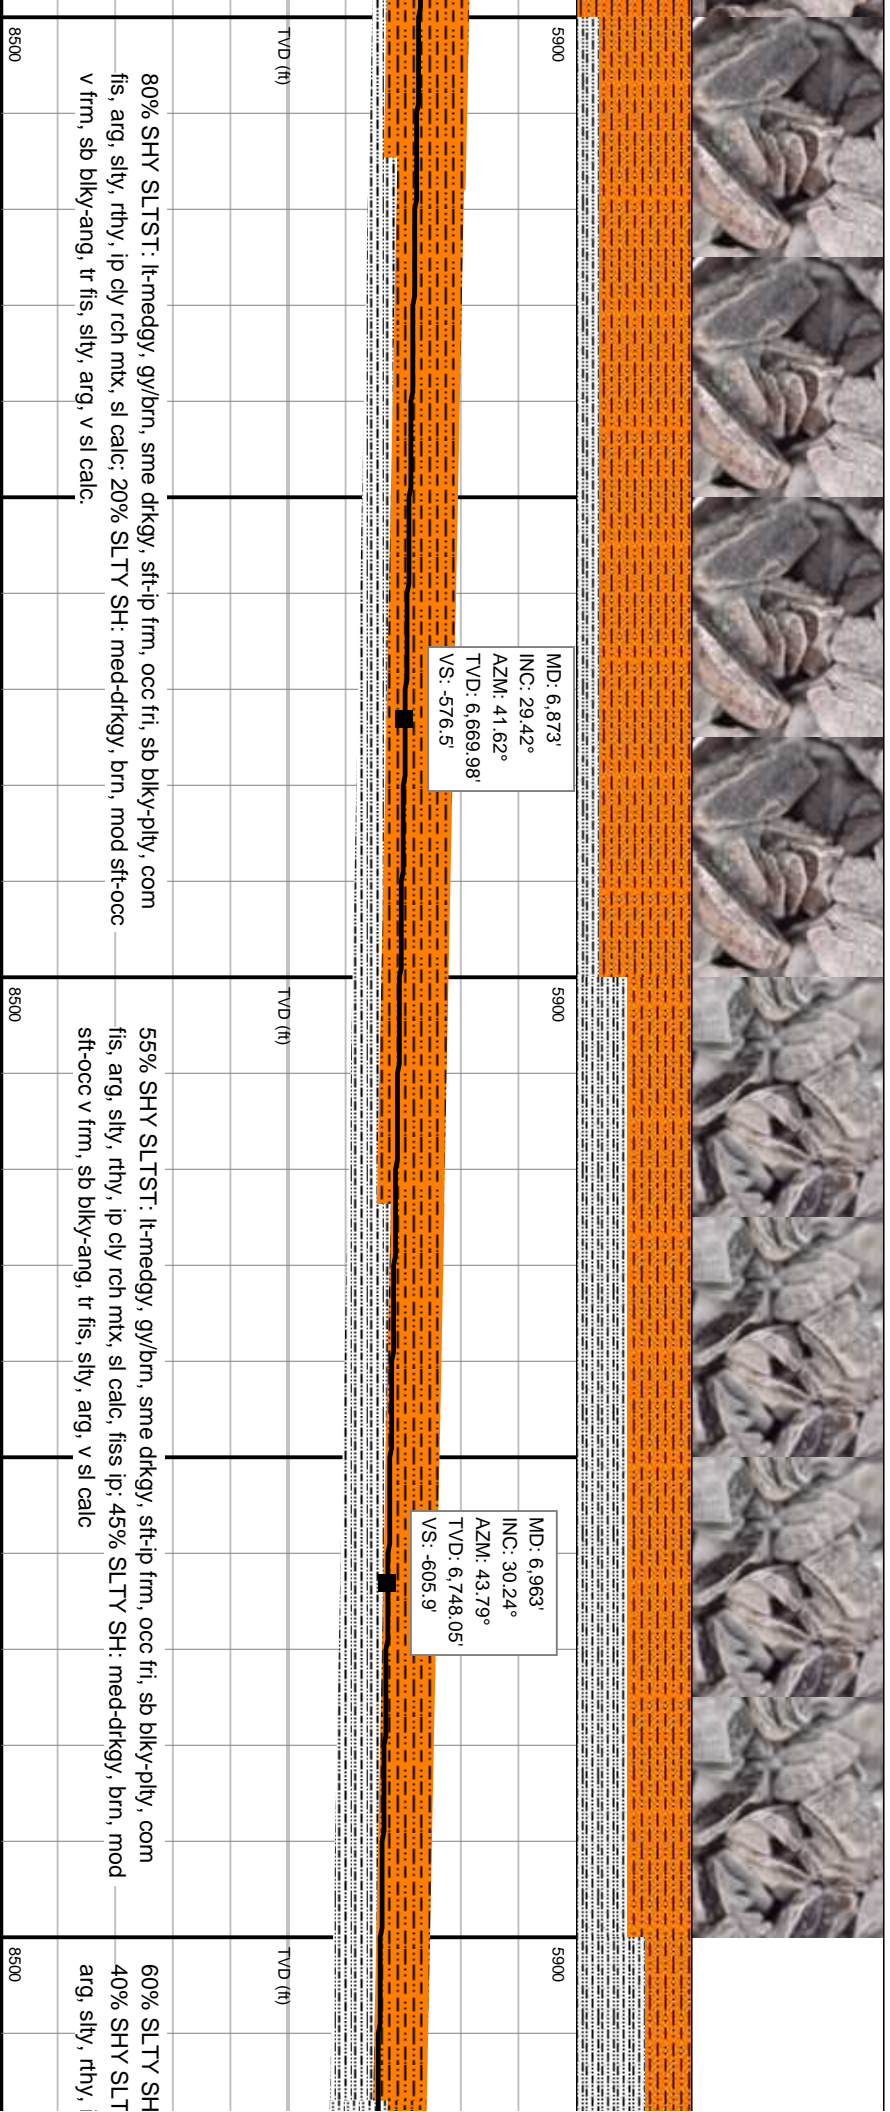 5900
TVD (ft)
8500
80% SHY SLTST: lt-medgy, gy/brn, sme drkgy, sft-ip frm, occ fri, sb blky-plty, com
fis, arg, slty, rthy, ip cly rch mtx, sl calc; 20% SLTY SH: med-drkgy, brn, mod sft-occ
v frm, sb blky-ang, tr fis, slty, arg, v sl calc.
MD: 6,873'
INC: 29.42°
AZM: 41.62°
TVD: 6,669.98'
VS: -576.5'
5900
TVD (ft)
8500
55% SHY SLTST: lt-medgy, gy/brn, sme drkgy, sft-ip frm, occ fri, sb blky-plty, com
fis, arg, slty, rthy, ip cly rch mtx, sl calc, fiss ip; 45% SLTY SH: med-drkgy, brn, mod
sft-occ v frm, sb blky-ang, tr fis, slty, arg, v sl calc
MD: 6,963'
INC: 30.24°
AZM: 43.79°
TVD: 6,748.05'
VS: -605.9'
5900
TVD (ft)
8500
60% SLTY SH
40% SHY SLT
arg, slty, rthy,